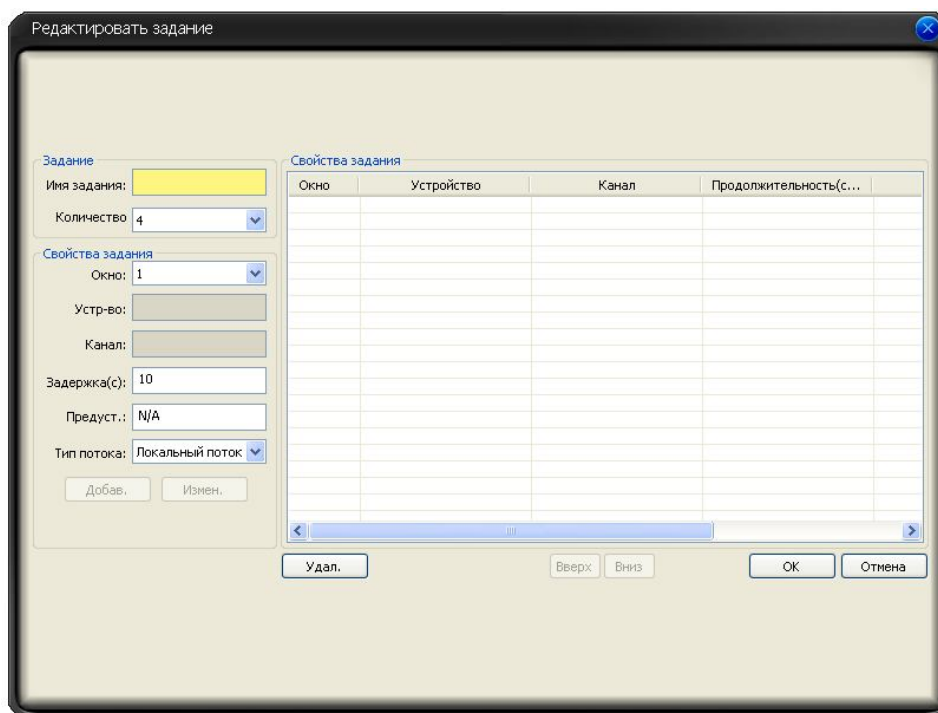 Редактировать задание
Задание
Имя задания:
Количество 4
Свойства задания
Окно: 1
Устр-во:
Канал:
Задержка(с): 10
Предуст.: N/A
Тип потока: Локальный поток
Добав. Измен.
Свойства задания
Окно Устройство Канал Продолжительность(с...
Удал. Вверх Вниз OK Отмена